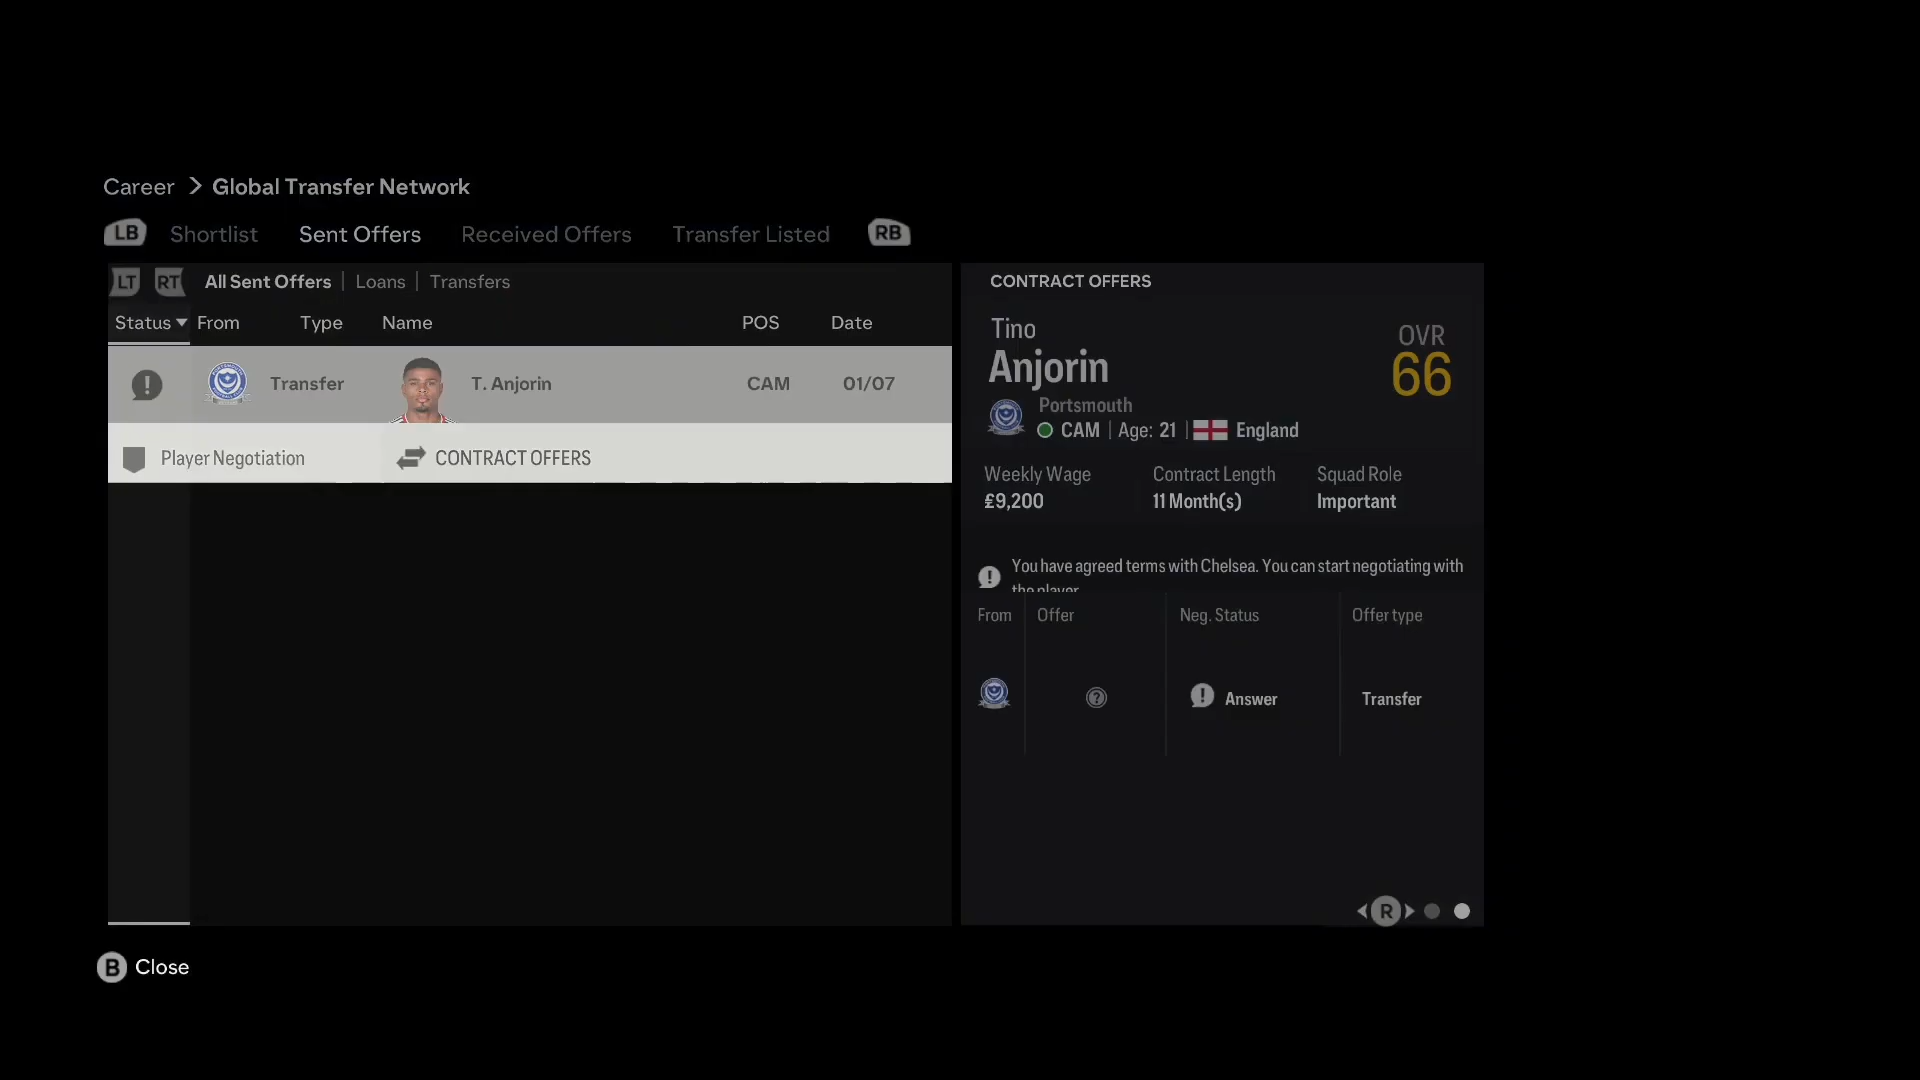 Career > Global Transfer Network
LB Shortlist Sent Offers Received Offers Transfer Listed RB
LT RT All Sent Offers | Loans | Transfers
Status From Type Name POS Date
Transfer T. Anjorin CAM 01/07
Player Negotiation CONTRACT OFFERS
CONTRACT OFFERS
Tino
Anjorin
OVR
66
Portsmouth
CAM | Age: 21 | England
Weekly Wage Contract Length Squad Role
£9,200 11 Month(s) Important
You have agreed terms with Chelsea. You can start negotiating with
the player
From Offer Neg. Status Offer type
Answer Transfer
R
B Close